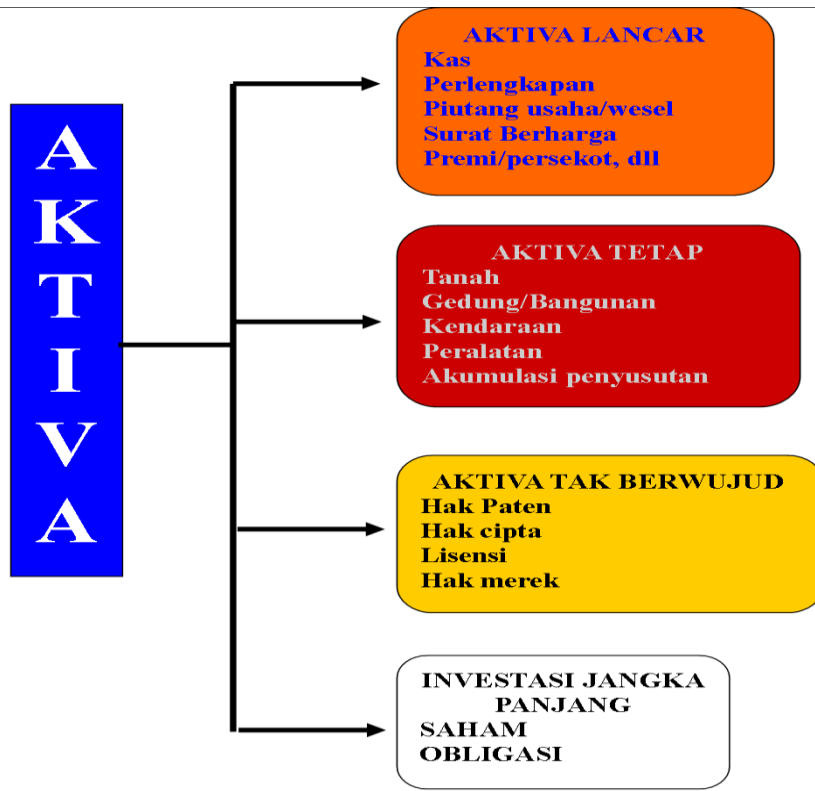 AKTIVA
AKTIVA LANCAR
Kas
Perlengkapan
Piutang usaha/wesel
Surat Berharga
Premi/persekot, dll
AKTIVA TETAP
Tanah
Gedung/Bangunan
Kendaraan
Peralatan
Akumulasi penyusutan
AKTIVA TAK BERWUJUD
Hak Paten
Hak cipta
Lisensi
Hak merek
INVESTASI JANGKA
PANJANG
SAHAM
OBLIGASI